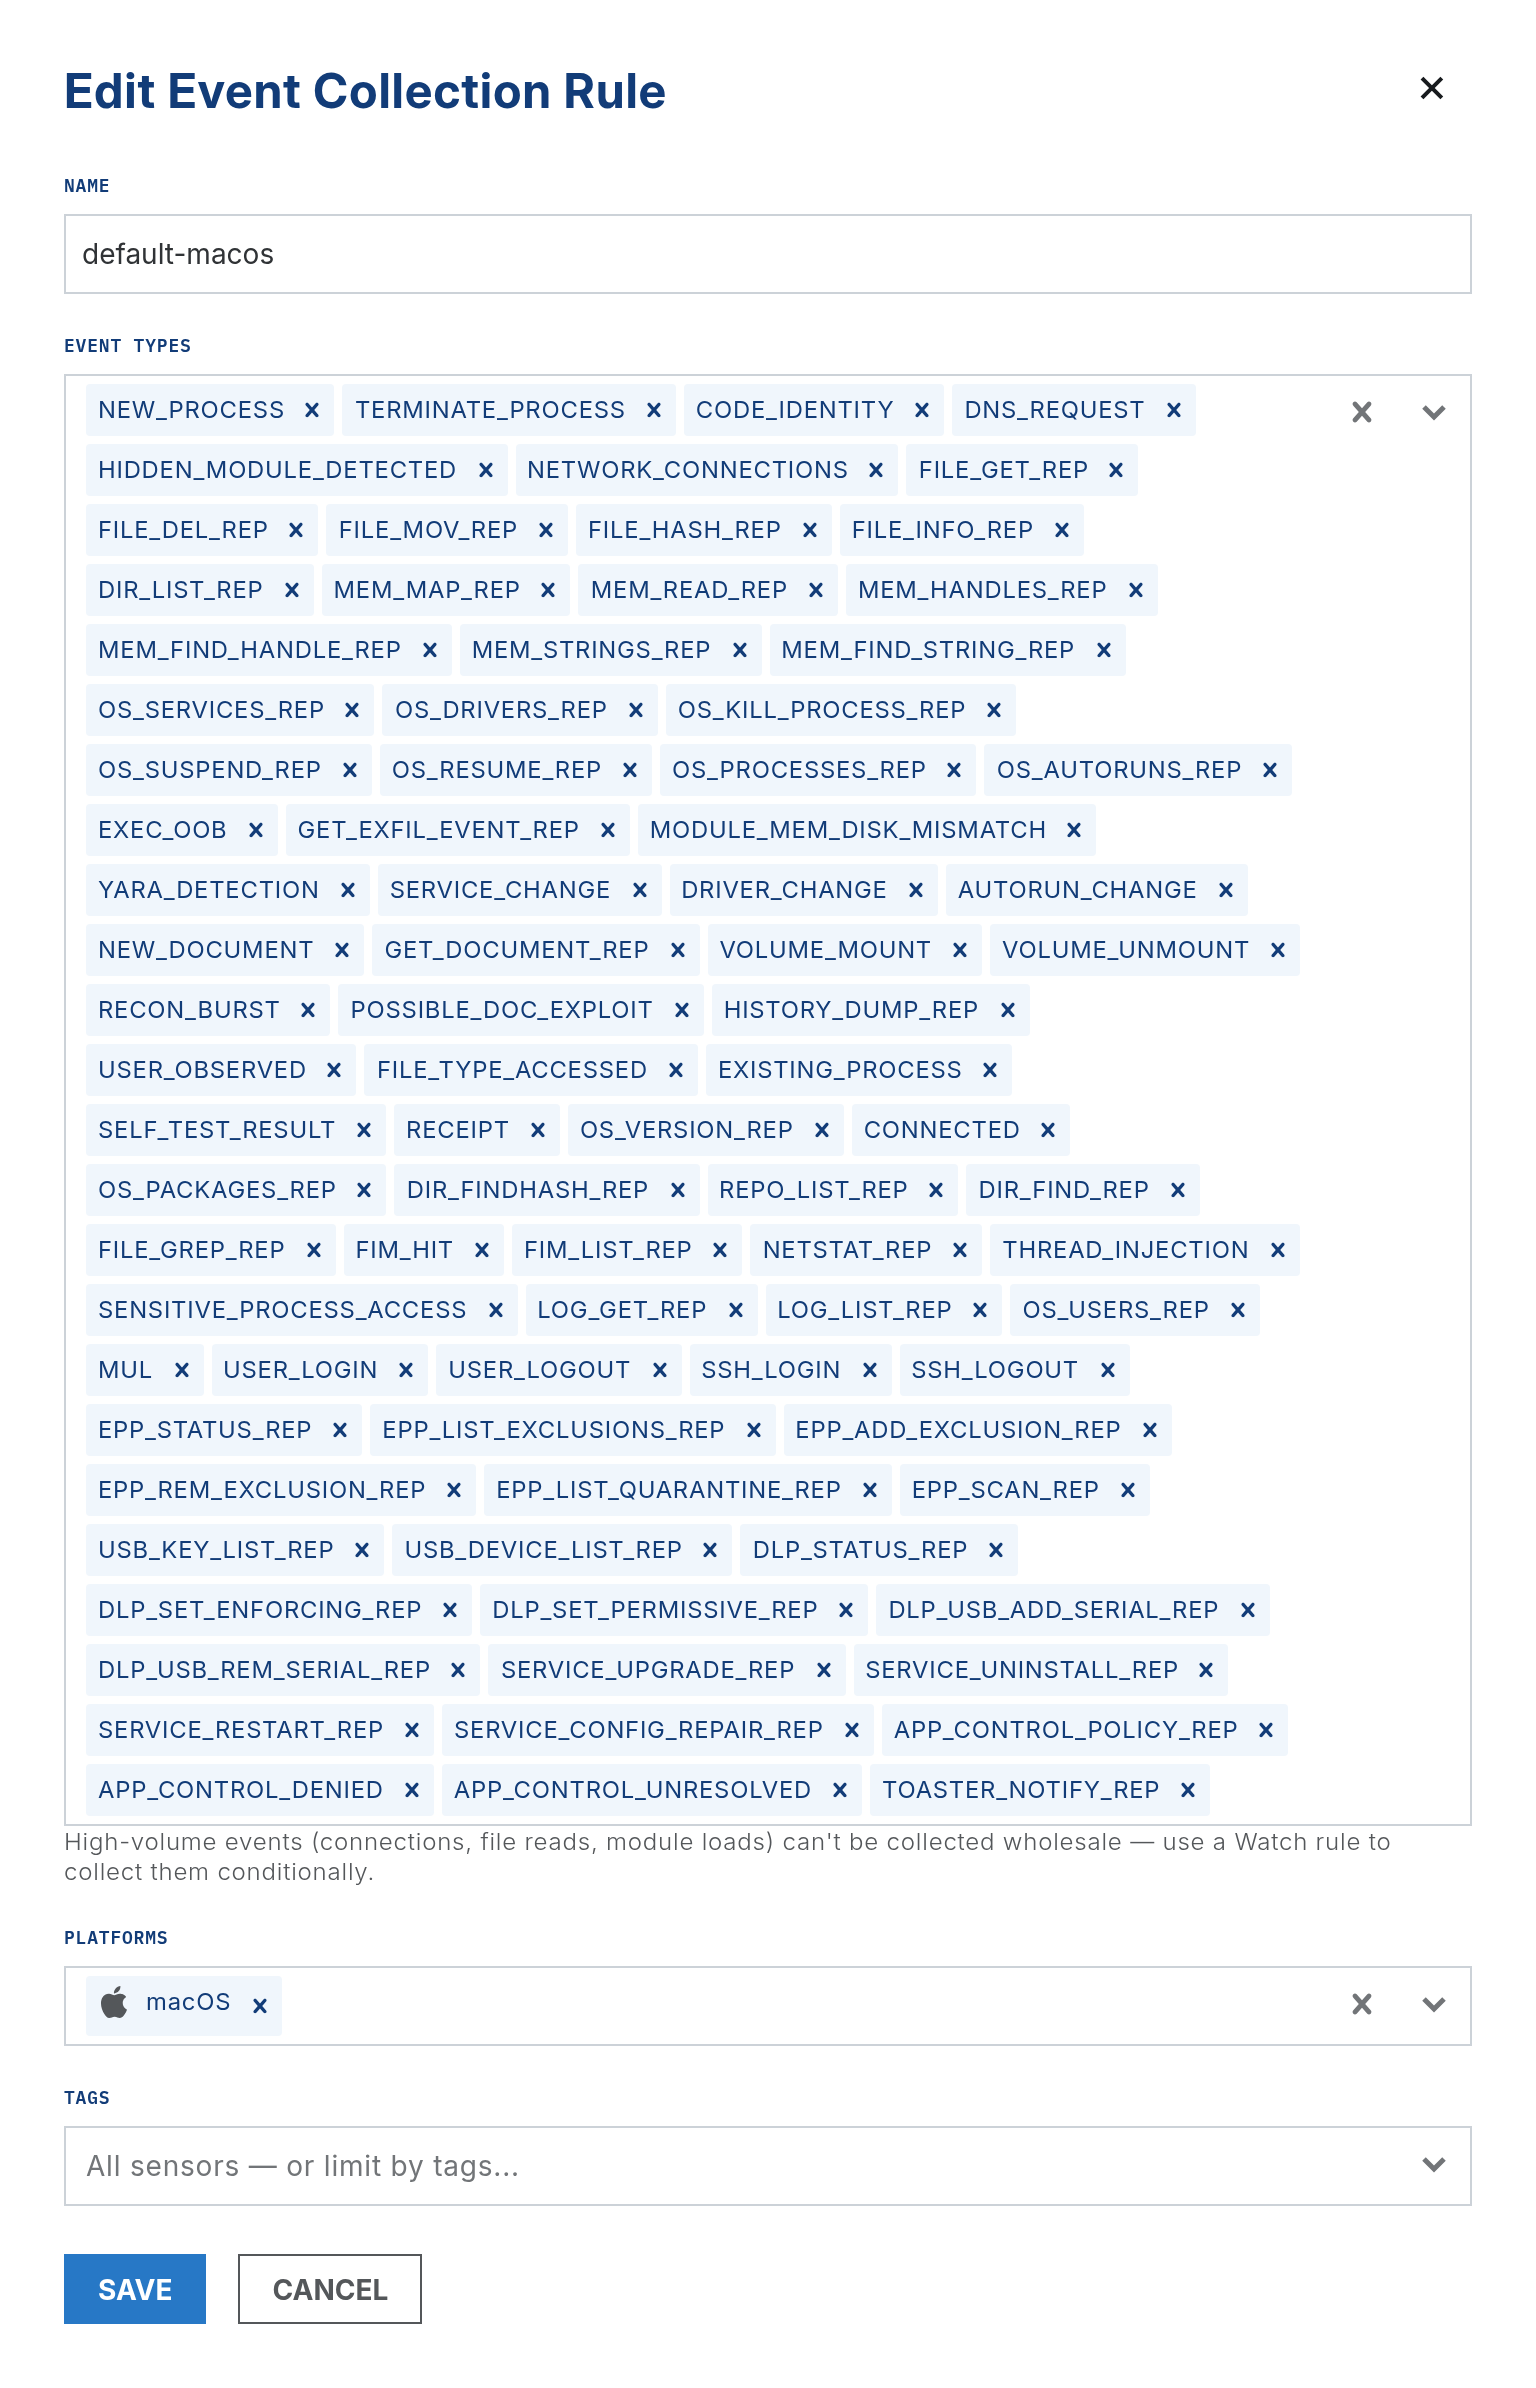 Edit Event Collection Rule
NAME
default-macos
EVENT TYPES
NEW_PROCESS TERMINATE_PROCESS CODE_IDENTITY DNS_REQUEST
HIDDEN_MODULE_DETECTED NETWORK_CONNECTIONS FILE_GET_REP
FILE_DEL_REP FILE_MOV_REP FILE_HASH_REP FILE_INFO_REP
DIR_LIST_REP MEM_MAP_REP MEM_READ_REP MEM_HANDLES_REP
MEM_FIND_HANDLE_REP MEM_STRINGS_REP MEM_FIND_STRING_REP
OS_SERVICES_REP OS_DRIVERS_REP OS_KILL_PROCESS_REP
OS_SUSPEND_REP OS_RESUME_REP OS_PROCESSES_REP OS_AUTORUNS_REP
EXEC_OOB GET_EXFIL_EVENT_REP MODULE_MEM_DISK_MISMATCH
YARA_DETECTION SERVICE_CHANGE DRIVER_CHANGE AUTORUN_CHANGE
NEW_DOCUMENT GET_DOCUMENT_REP VOLUME_MOUNT VOLUME_UNMOUNT
RECON_BURST POSSIBLE_DOC_EXPLOIT HISTORY_DUMP_REP
USER_OBSERVED FILE_TYPE_ACCESSED EXISTING_PROCESS
SELF_TEST_RESULT RECEIPT OS_VERSION_REP CONNECTED
OS_PACKAGES_REP DIR_FINDHASH_REP REPO_LIST_REP DIR_FIND_REP
FILE_GREP_REP FIM_HIT FIM_LIST_REP NETSTAT_REP THREAD_INJECTION
SENSITIVE_PROCESS_ACCESS LOG_GET_REP LOG_LIST_REP OS_USERS_REP
MUL USER_LOGIN USER_LOGOUT SSH_LOGIN SSH_LOGOUT
EPP_STATUS_REP EPP_LIST_EXCLUSIONS_REP EPP_ADD_EXCLUSION_REP
EPP_REM_EXCLUSION_REP EPP_LIST_QUARANTINE_REP EPP_SCAN_REP
USB_KEY_LIST_REP USB_DEVICE_LIST_REP DLP_STATUS_REP
DLP_SET_ENFORCING_REP DLP_SET_PERMISSIVE_REP DLP_USB_ADD_SERIAL_REP
DLP_USB_REM_SERIAL_REP SERVICE_UPGRADE_REP SERVICE_UNINSTALL_REP
SERVICE_RESTART_REP SERVICE_CONFIG_REPAIR_REP APP_CONTROL_POLICY_REP
APP_CONTROL_DENIED APP_CONTROL_UNRESOLVED TOASTER_NOTIFY_REP
High-volume events (connections, file reads, module loads) can't be collected wholesale — use a Watch rule to
collect them conditionally.
PLATFORMS
macOS
TAGS
All sensors — or limit by tags...
SAVE CANCEL